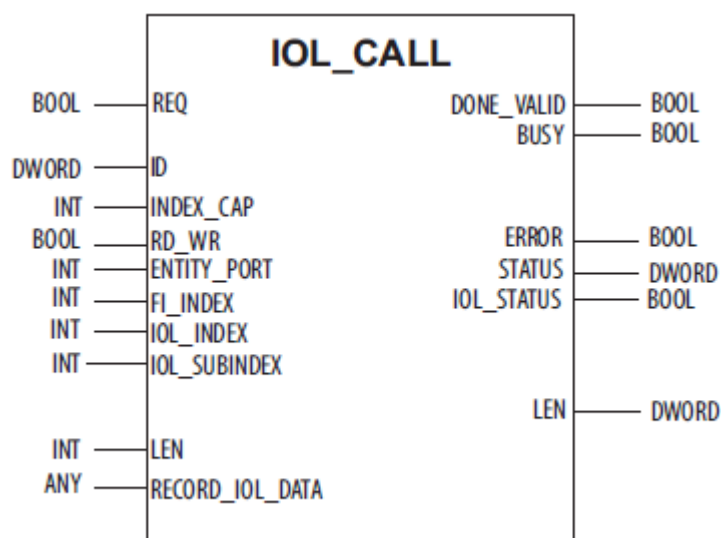 IOL_CALL
BOOL REQ DONE_VALID BOOL
BUSY BOOL
DWORD ID
INT INDEX_CAP
BOOL RD_WR ERROR BOOL
INT ENTITY_PORT STATUS DWORD
INT FI_INDEX IOL_STATUS BOOL
INT IOL_INDEX
INT IOL_SUBINDEX
LEN DWORD
INT LEN
ANY RECORD_IOL_DATA